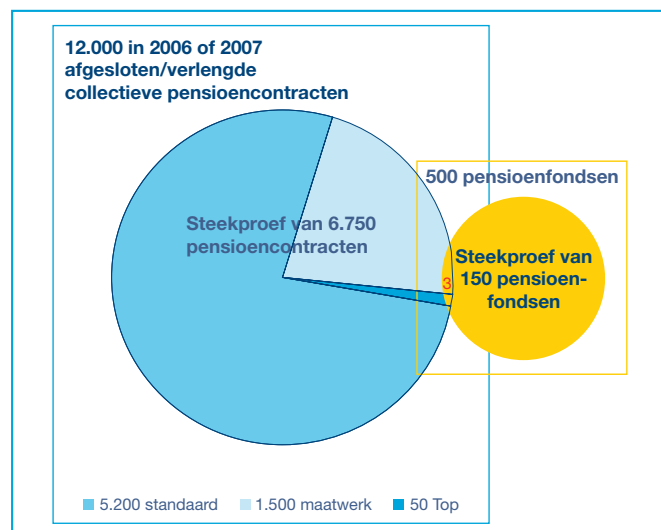 12.000 in 2006 of 2007
afgesloten/verlengde
collectieve pensioencontracten
500 pensioenfondsen
Steekproef van 6.750
pensioencontracten
Steekproef van
150 pensioen-
fondsen
3
5.200 standaard 1.500 maatwerk 50 Top